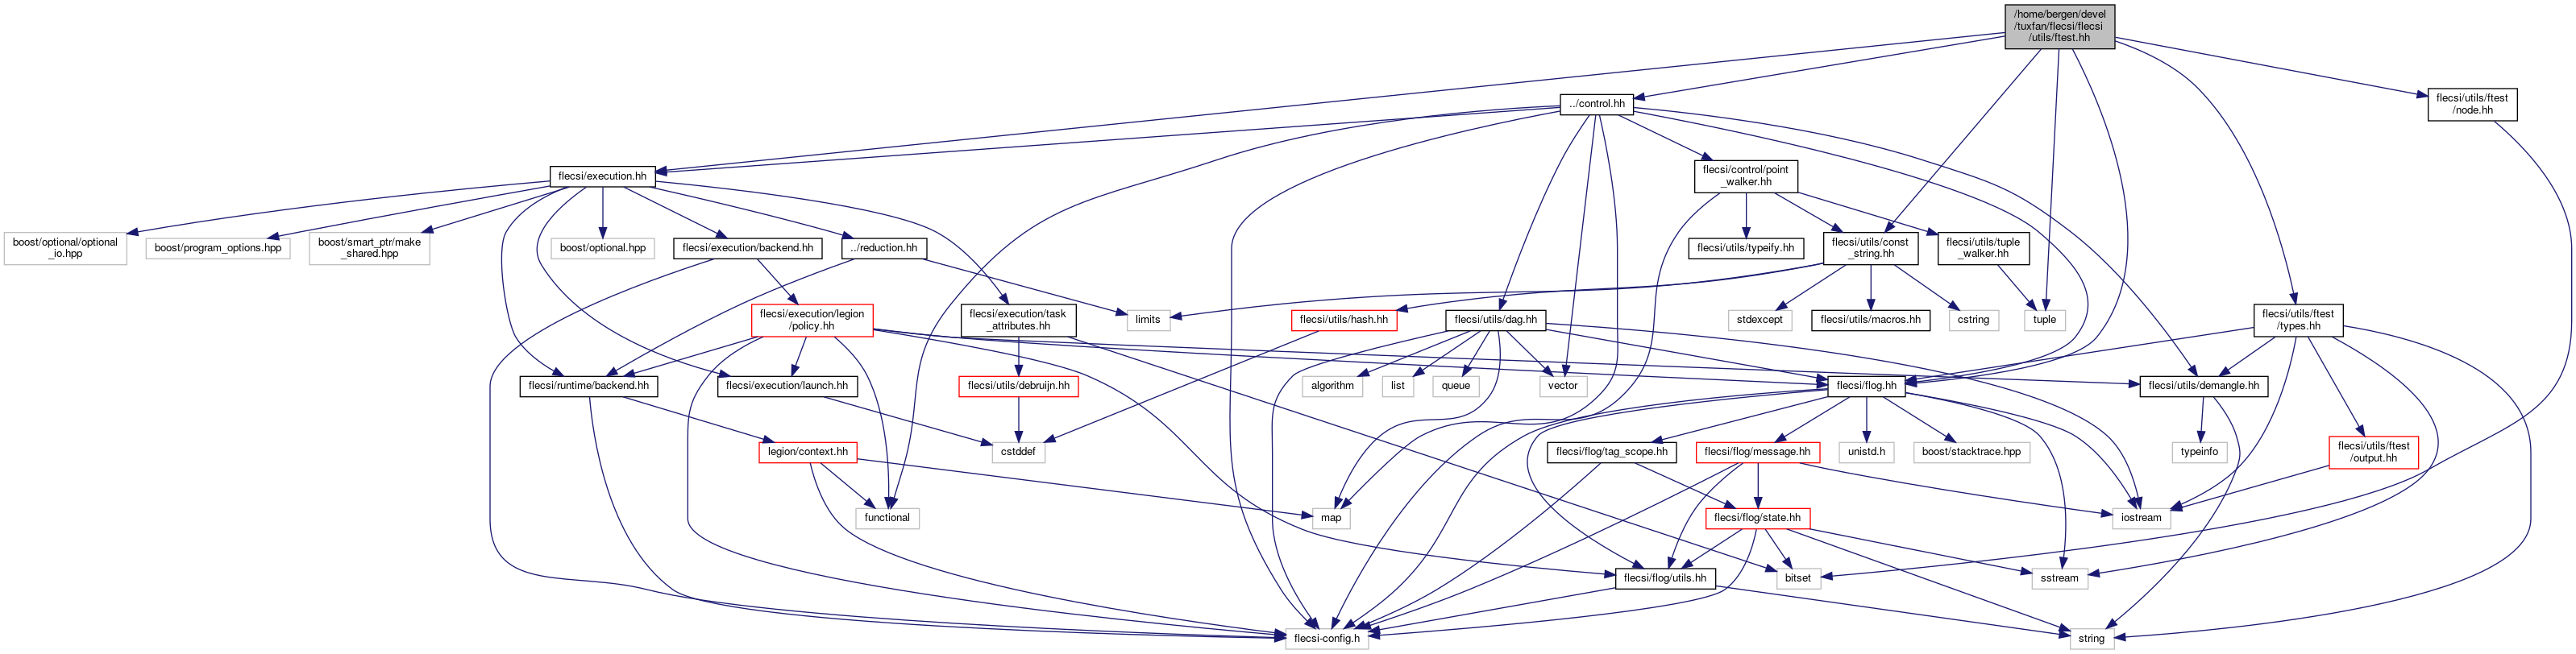 /home/bergen/devel
/tuxfan/flecsi/flecsi
/utils/ftest.hh
../control.hh
flecsi/utils/ftest
/node.hh
flecsi/execution.hh
flecsi/control/point
_walker.hh
boost/optional/optional
_io.hpp
boost/program_options.hpp
boost/smart_ptr/make
_shared.hpp
boost/optional.hpp
flecsi/execution/backend.hh
../reduction.hh
flecsi/utils/typeify.hh
flecsi/utils/const
_string.hh
flecsi/utils/tuple
_walker.hh
flecsi/execution/legion
/policy.hh
flecsi/execution/task
_attributes.hh
limits
flecsi/utils/hash.hh
flecsi/utils/dag.hh
stdexcept
flecsi/utils/macros.hh
cstring
tuple
flecsi/utils/ftest
/types.hh
flecsi/runtime/backend.hh
flecsi/execution/launch.hh
flecsi/utils/debruijn.hh
algorithm
list
queue
vector
flecsi/flog.hh
flecsi/utils/demangle.hh
legion/context.hh
cstddef
flecsi/flog/tag_scope.hh
flecsi/flog/message.hh
unistd.h
boost/stacktrace.hpp
typeinfo
flecsi/utils/ftest
/output.hh
functional
map
flecsi/flog/state.hh
iostream
flecsi/flog/utils.hh
bitset
sstream
flecsi-config.h
string